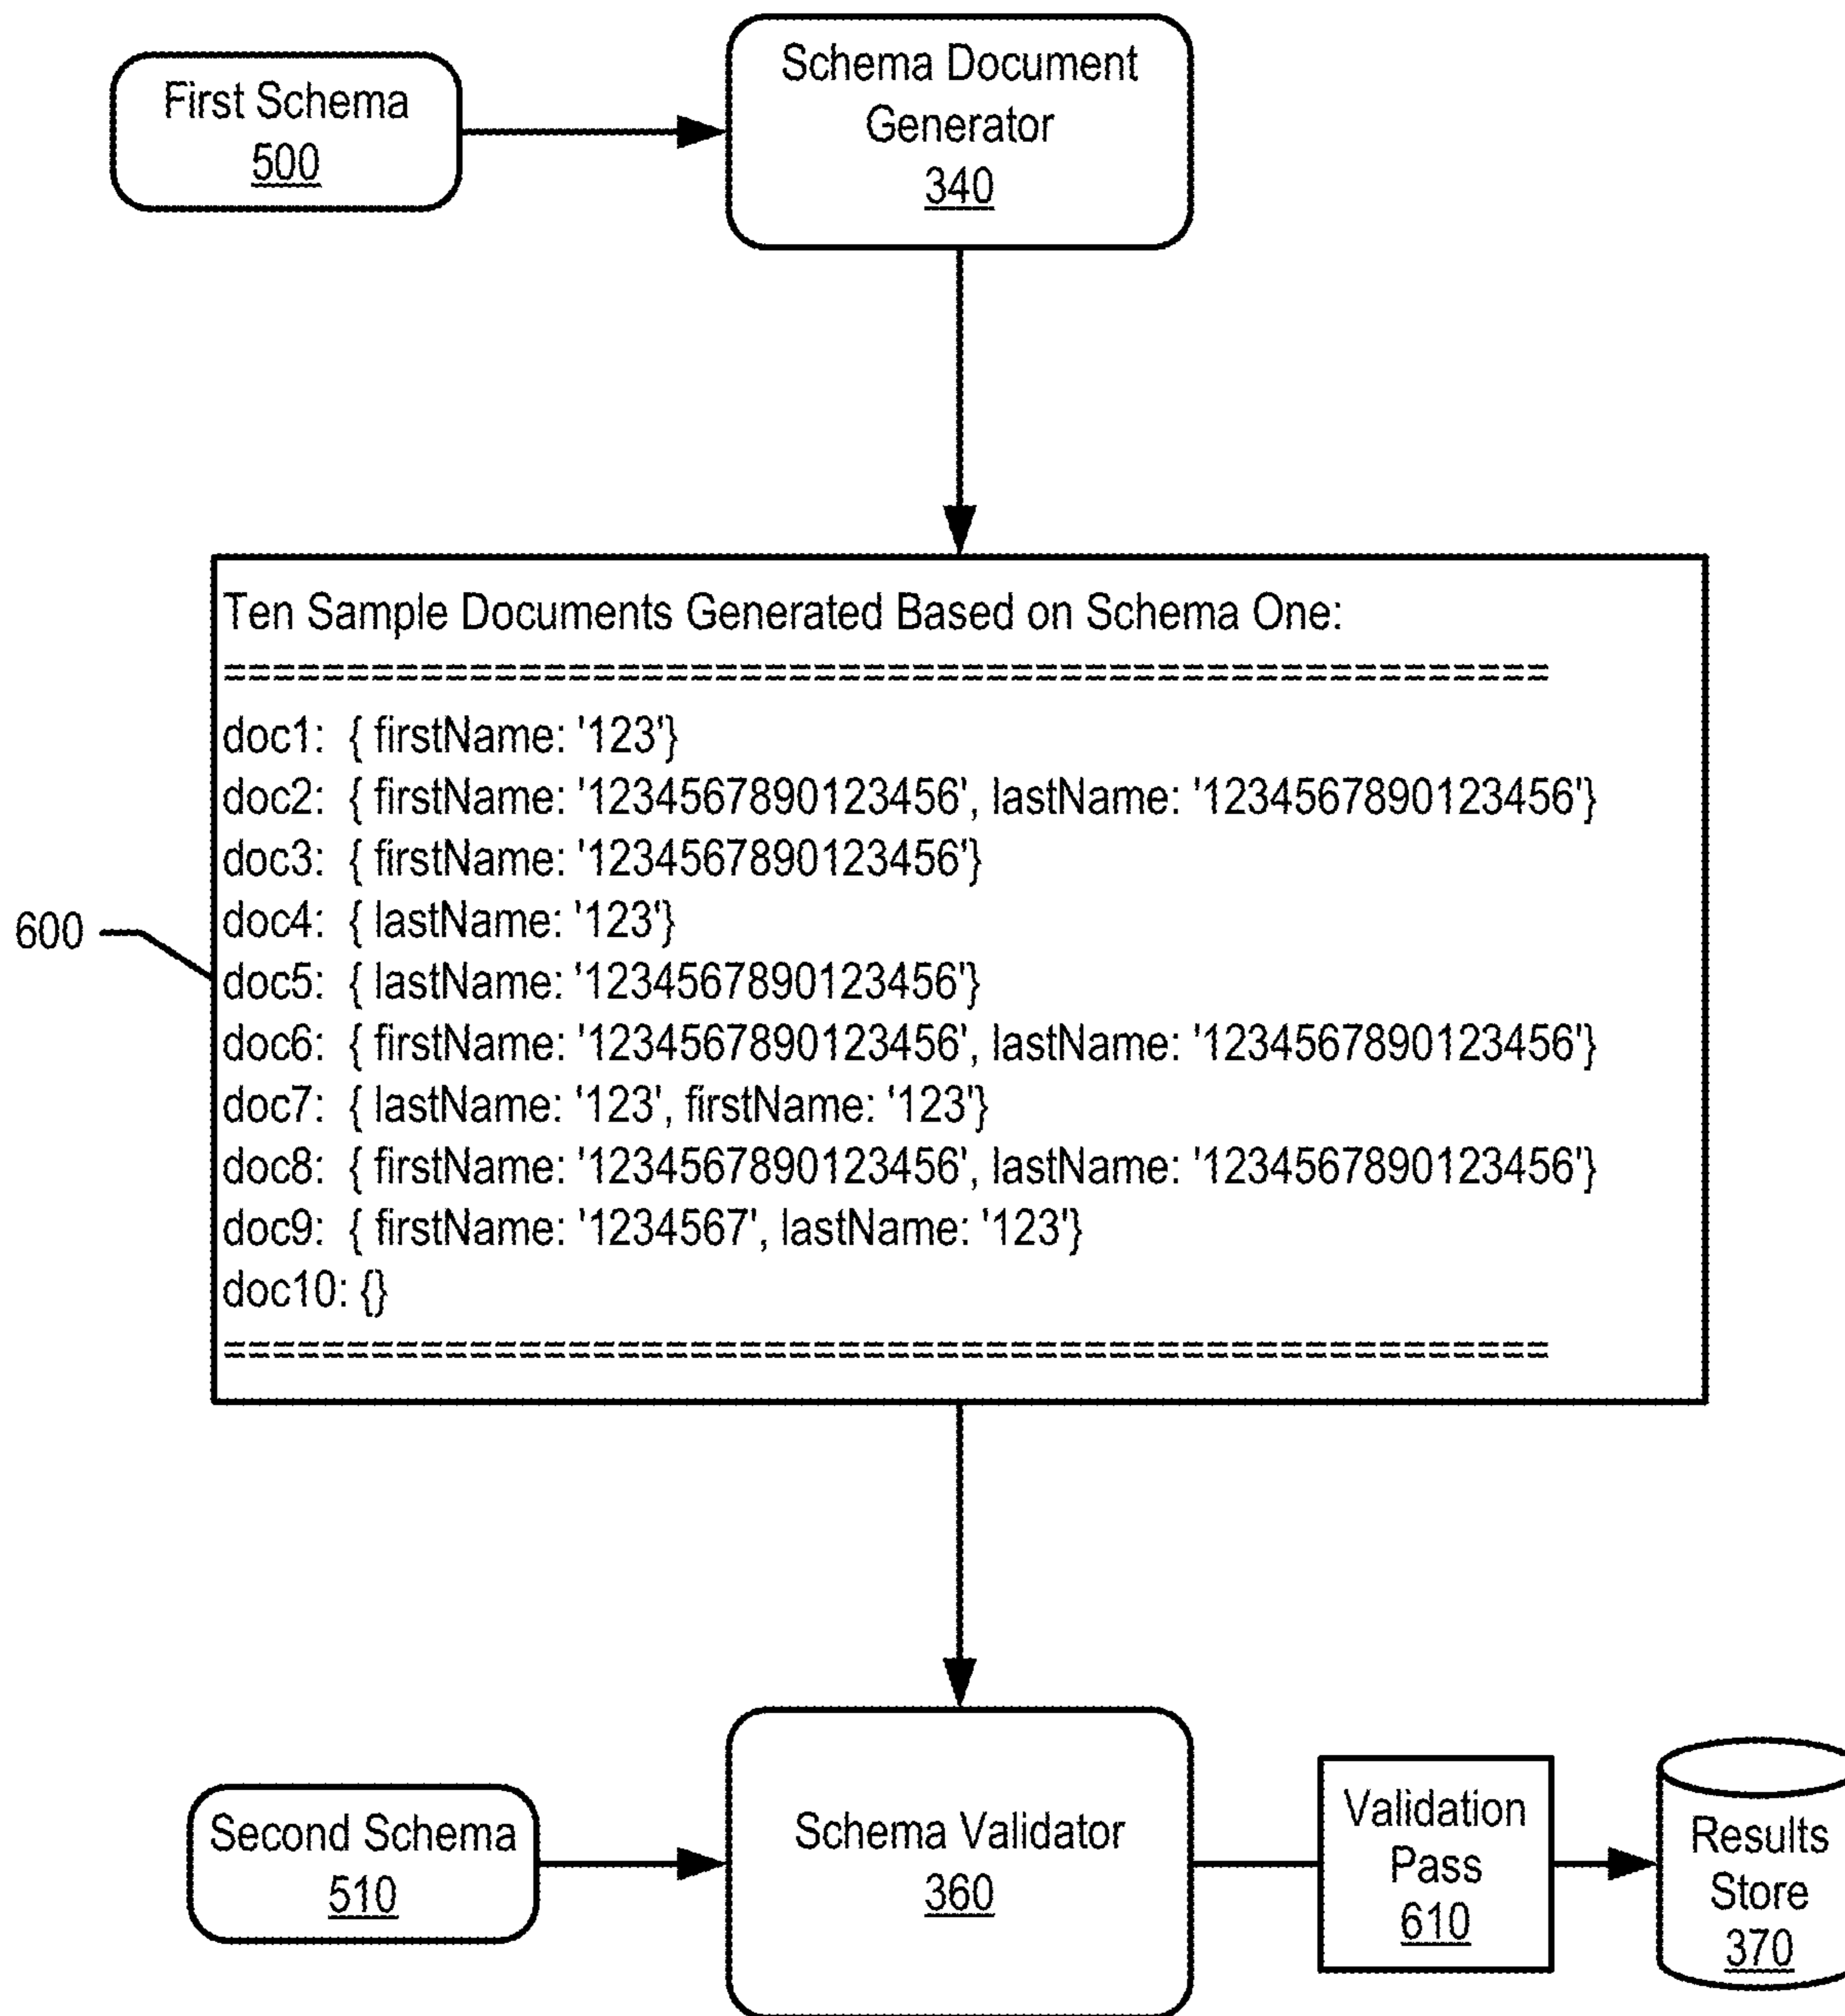 First Schema
500
Schema Document
Generator
340
Ten Sample Documents Generated Based on Schema One:
======================================================
doc1: { firstName: '123'}
doc2: { firstName: '1234567890123456', lastName: '1234567890123456'}
doc3: { firstName: '1234567890123456'}
doc4: { lastName: '123'}
doc5: { lastName: '1234567890123456'}
doc6: { firstName: '1234567890123456', lastName: '1234567890123456'}
doc7: { lastName: '123', firstName: '123'}
doc8: { firstName: '1234567890123456', lastName: '1234567890123456'}
doc9: { firstName: '1234567', lastName: '123'}
doc10: {}
======================================================
600
Second Schema
510
Schema Validator
360
Validation
Pass
610
Results
Store
370